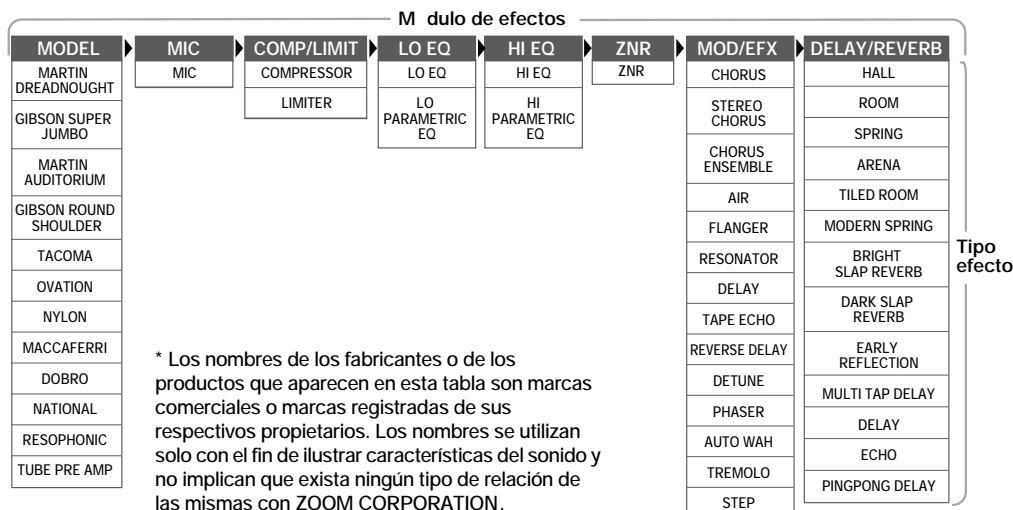 M dulo de efectos
MODEL MIC COMP/LIMIT LO EQ HI EQ ZNR MOD/EFX DELAY/REVERB
MARTIN
DREADNOUGHT
GIBSON SUPER
JUMBO
MARTIN
AUDITORIUM
GIBSON ROUND
SHOULDER
TACOMA
OVATION
NYLON
MACCAFERRI
DOBRO
NATIONAL
RESOPHONIC
TUBE PRE AMP
MIC
COMPRESSOR
LIMITER
LO EQ
LO
PARAMETRIC
EQ
HI EQ
HI
PARAMETRIC
EQ
ZNR
CHORUS
STEREO
CHORUS
CHORUS
ENSEMBLE
AIR
FLANGER
RESONATOR
DELAY
TAPE ECHO
REVERSE DELAY
DETUNE
PHASER
AUTO WAH
TREMOLO
STEP
HALL
ROOM
SPRING
ARENA
TILED ROOM
MODERN SPRING
BRIGHT
SLAP REVERB
DARK SLAP
REVERB
EARLY
REFLECTION
MULTI TAP DELAY
DELAY
ECHO
PINGPONG DELAY
Tipo
efecto
* Los nombres de los fabricantes o de los
productos que aparecen en esta tabla son marcas
comerciales o marcas registradas de sus
respectivos propietarios. Los nombres se utilizan
solo con el fin de ilustrar características del sonido y
no implican que exista ningún tipo de relación de
las mismas con ZOOM CORPORATION.